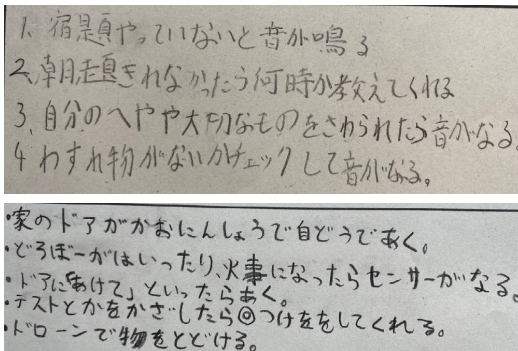 1、宿題やっていないと音が鳴る
2、朝起きれなかったら何時か教えてくれる
3、自分のへやや大切なものをさわられたら音がなる。
4 わすれ物がないかチェックして音がなる。
・家のドアがかおにんしょうで自どうであく。
・どろぼーがはいったり、火事になったらセンサーがなる。
・ドアに「あけて」といったらあく。
・テストとかをかざしたら◎つけをしてくれる。
・ドローンで物をとどける。